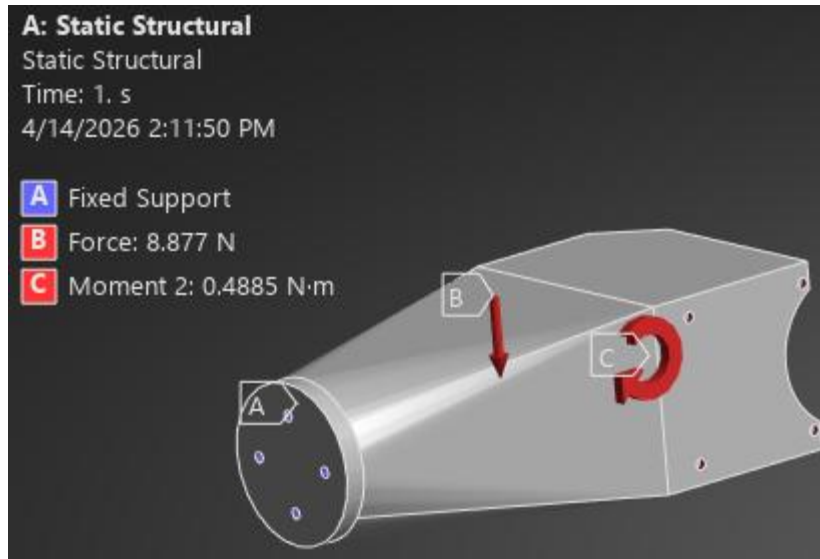 A: Static Structural
Static Structural
Time: 1. s
4/14/2026 2:11:50 PM
A Fixed Support
B Force: 8.877 N
C Moment 2: 0.4885 N·m
B
C
A